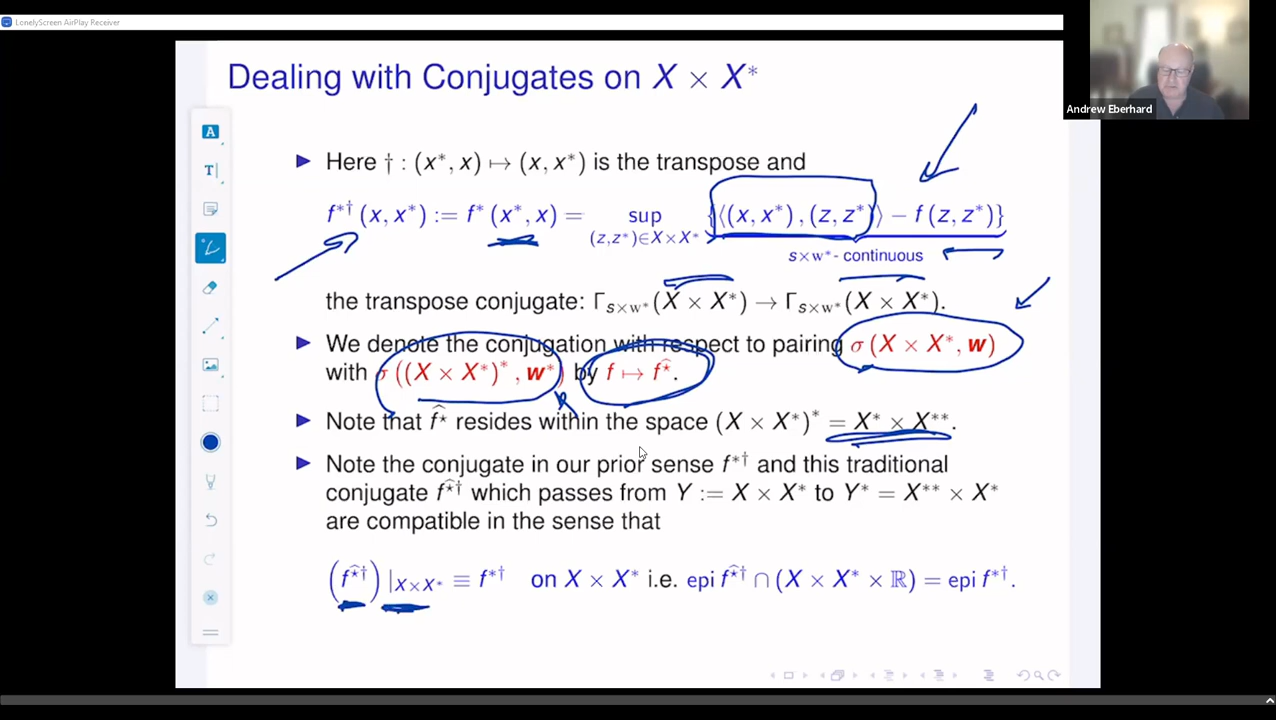 LonelyScreen AirPlay Receiver
Andrew Eberhard
Dealing with Conjugates on X × X*
▶ Here † : (x*, x) ↦ (x, x*) is the transpose and
f*† (x, x*) := f* (x*, x) = sup {⟨(x, x*), (z, z*)⟩ − f (z, z*)}
(z,z*)∈X×X*
s×w*- continuous
the transpose conjugate: Γs×w* (X × X*) → Γs×w* (X × X*).
▶ We denote the conjugation with respect to pairing σ (X × X*, w)
with σ ((X × X*)*, w*) by f ↦ f^⋆̂.
▶ Note that f^⋆̂ resides within the space (X × X*)* = X* × X**.
▶ Note the conjugate in our prior sense f*† and this traditional
conjugate f^⋆̂† which passes from Y := X × X* to Y* = X** × X*
are compatible in the sense that
(f^⋆̂†) |X×X* ≡ f*† on X × X* i.e. epi f^⋆̂† ∩ (X × X* × ℝ) = epi f*†.
A
T